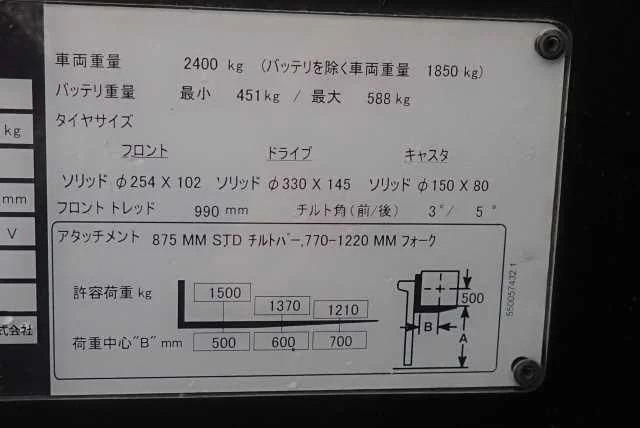 車両重量 2400 kg (バッテリを除く車両重量 1850 kg)
バッテリ重量 最小 451kg / 最大 588kg
タイヤサイズ
フロント ドライブ キャスタ
ソリッド φ254 X 102 ソリッド φ330 X 145 ソリッド φ150 X 80
フロント トレッド 990 mm チルト角(前/後) 3°/ 5°
アタッチメント 875 MM STD チルトバー,770-1220 MM フォーク
許容荷重 kg 1500 1370 1210
荷重中心"B" mm 500 600 700
500
B
A
550057432.1
kg
mm
V
式会社